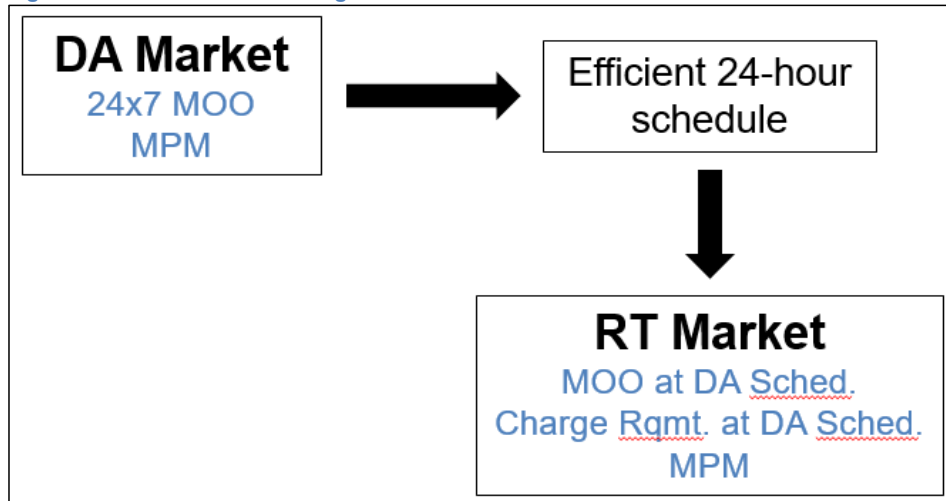 DA Market
24x7 MOO
MPM
Efficient 24-hour
schedule
RT Market
MOO at DA Sched.
Charge Rqmt. at DA Sched.
MPM